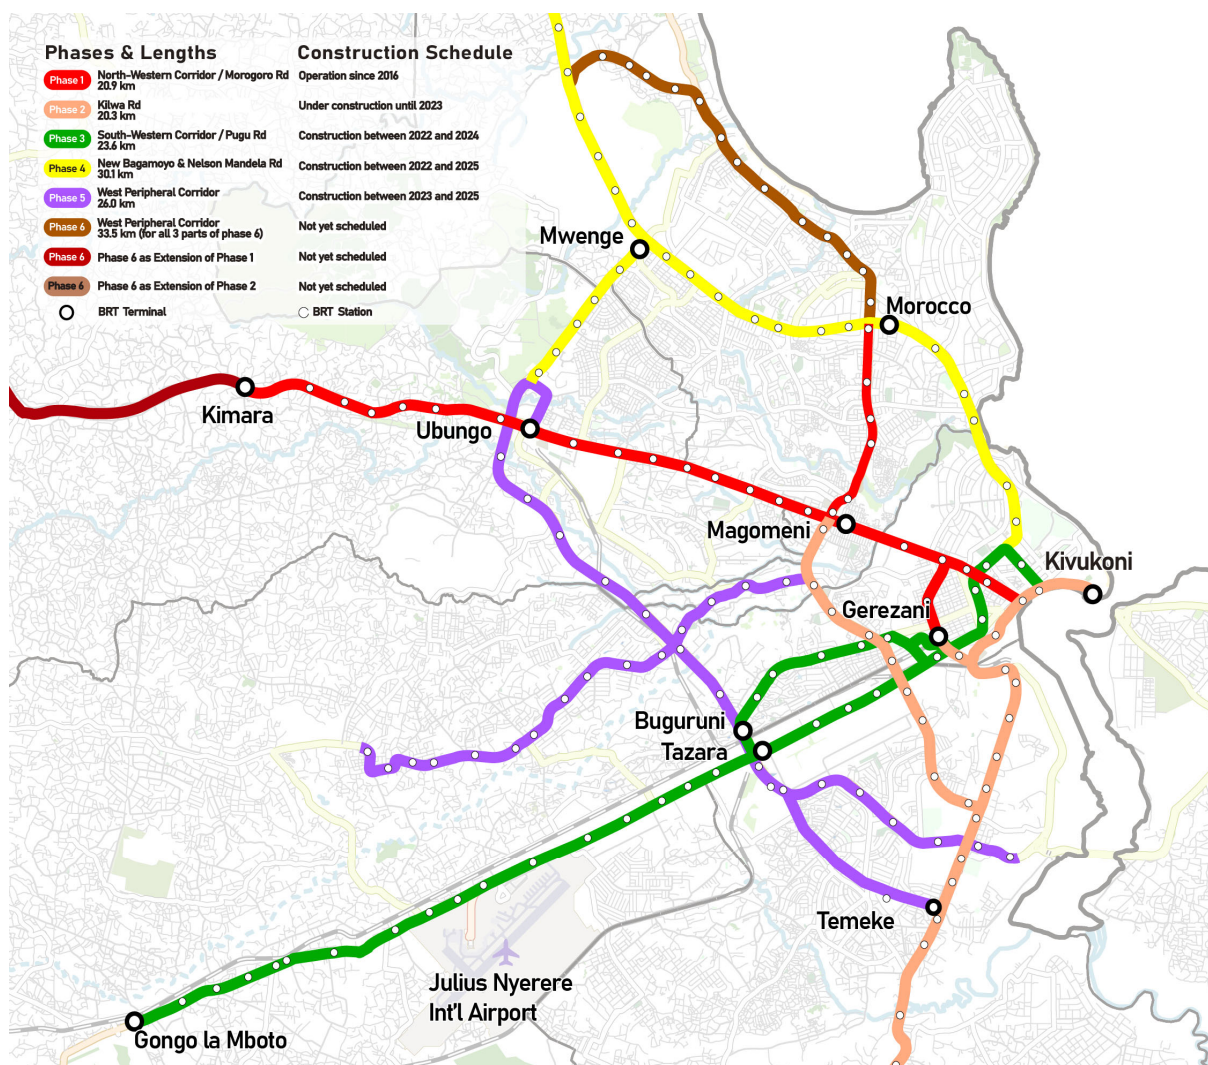 Phases & Lengths
Construction Schedule
Phase 1
North-Western Corridor / Morogoro Rd
20.9 km
Operation since 2016
Phase 2
Kilwa Rd
20.3 km
Under construction until 2023
Phase 3
South-Western Corridor / Pugu Rd
23.6 km
Construction between 2022 and 2024
Phase 4
New Bagamoyo & Nelson Mandela Rd
30.1 km
Construction between 2022 and 2025
Phase 5
West Peripheral Corridor
26.0 km
Construction between 2023 and 2025
Phase 6
West Peripheral Corridor
33.5 km (for all 3 parts of phase 6)
Not yet scheduled
Phase 6
Phase 6 as Extension of Phase 1
Not yet scheduled
Phase 6
Phase 6 as Extension of Phase 2
Not yet scheduled
BRT Terminal
BRT Station
Mwenge
Morocco
Kimara
Ubungo
Magomeni
Kivukoni
Gerezani
Buguruni
Tazara
Temeke
Julius Nyerere
Int'l Airport
Gongo la Mboto